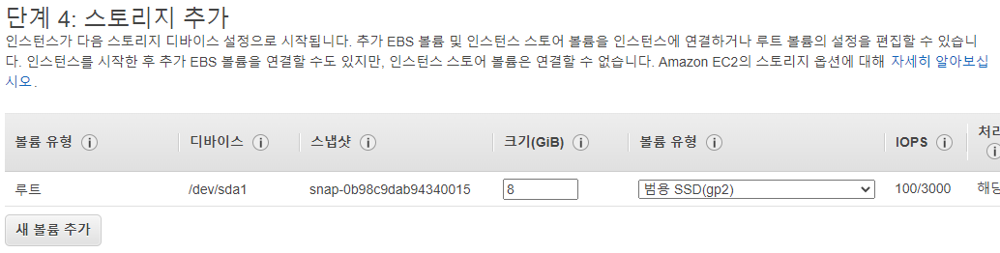 단계 4: 스토리지 추가
인스턴스가 다음 스토리지 디바이스 설정으로 시작됩니다. 추가 EBS 볼륨 및 인스턴스 스토어 볼륨을 인스턴스에 연결하거나 루트 볼륨의 설정을 편집할 수 있습니
다. 인스턴스를 시작한 후 추가 EBS 볼륨을 연결할 수도 있지만, 인스턴스 스토어 볼륨은 연결할 수 없습니다. Amazon EC2의 스토리지 옵션에 대해 자세히 알아보십
시오.
볼륨 유형 디바이스 스냅샷 크기(GiB) 볼륨 유형 IOPS 처리
루트 /dev/sda1 snap-0b98c9dab94340015 8 범용 SSD(gp2) 100/3000 해당
새 볼륨 추가